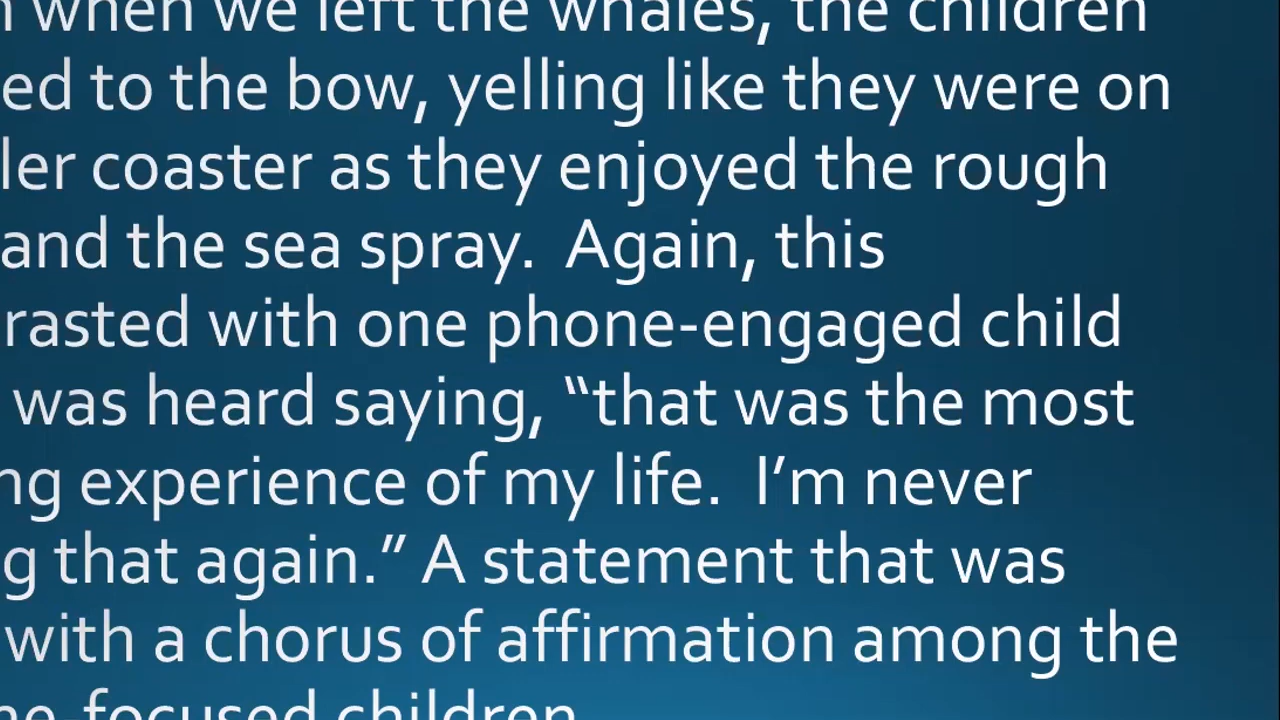 n when we left the whales, the children
ed to the bow, yelling like they were on
ler coaster as they enjoyed the rough
and the sea spray.  Again, this
rasted with one phone-engaged child
was heard saying, “that was the most
ng experience of my life.  I’m never
g that again.” A statement that was
with a chorus of affirmation among the
ne-focused children